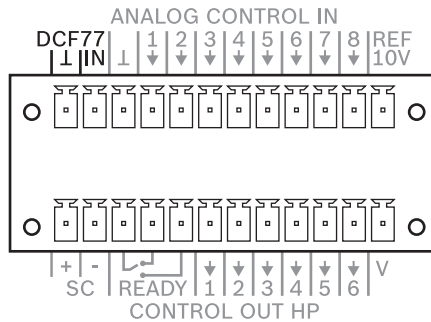 ANALOG CONTROL IN
DCF77 1 2 3 4 5 6 7 8 REF
⊥ IN ⊥ 10V
+ - 1 2 3 4 5 6 V
SC READY
CONTROL OUT HP